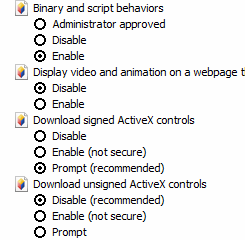 Binary and script behaviors
Administrator approved
Disable
Enable
Display video and animation on a webpage
Disable
Enable
Download signed ActiveX controls
Disable
Enable (not secure)
Prompt (recommended)
Download unsigned ActiveX controls
Disable (recommended)
Enable (not secure)
Prompt